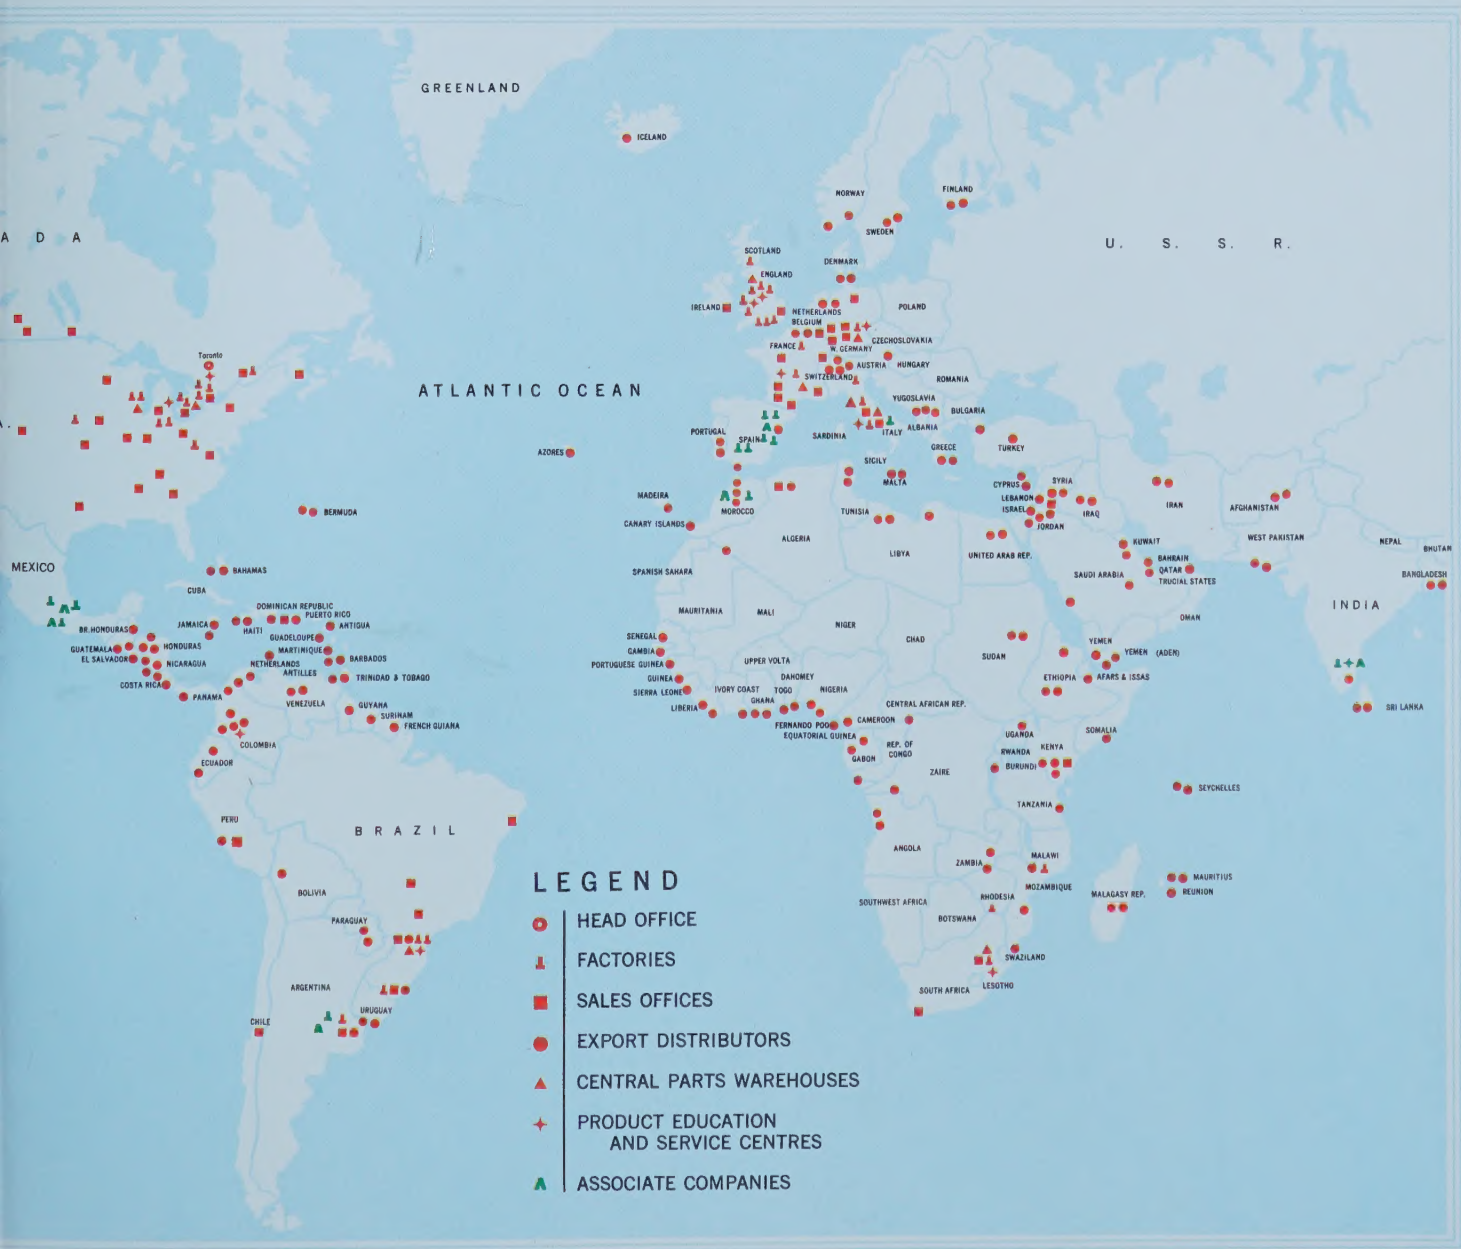 GREENLAND
ICELAND
NORWAY
FINLAND
SWEDEN
A D A
U. S. S. R.
SCOTLAND
DENMARK
ENGLAND
IRELAND
NETHERLANDS
POLAND
BELGIUM
FRANCE
CZECHOSLOVAKIA
W. GERMANY
Toronto
AUSTRIA
HUNGARY
SWITZERLAND
ROMANIA
ATLANTIC OCEAN
YUGOSLAVIA
BULGARIA
PORTUGAL
SPAIN
SARDINIA
ITALY
ALBANIA
AZORES
GREECE
TURKEY
SICILY
MALTA
CYPRUS
SYRIA
MADEIRA
LEBANON
IRAN
AFGHANISTAN
BERMUDA
MOROCCO
TUNISIA
ISRAEL
IRAQ
CANARY ISLANDS
JORDAN
ALGERIA
LIBYA
UNITED ARAB REP.
KUWAIT
WEST PAKISTAN
NEPAL
BHUTAN
MEXICO
BAHAMAS
SPANISH SAHARA
SAUDI ARABIA
BAHRAIN
QATAR
TRUCIAL STATES
BANGLADESH
CUBA
DOMINICAN REPUBLIC
PUERTO RICO
MAURITANIA
MALI
INDIA
BR.HONDURAS
JAMAICA
HAITI
ANTIGUA
NIGER
OMAN
GUADELOUPE
SENEGAL
CHAD
YEMEN
GUATEMALA
HONDURAS
MARTINIQUE
GAMBIA
SUDAN
YEMEN (ADEN)
EL SALVADOR
NICARAGUA
NETHERLANDS
ANTILLES
BARBADOS
PORTUGUESE GUINEA
UPPER VOLTA
COSTA RICA
TRINIDAD & TOBAGO
GUINEA
DAHOMEY
ETHIOPIA
AFARS & ISSAS
PANAMA
VENEZUELA
SIERRA LEONE
IVORY COAST
TOGO
NIGERIA
GUYANA
LIBERIA
GHANA
CENTRAL AFRICAN REP.
SRI LANKA
SURINAM
FRENCH GUIANA
FERNANDO POO
CAMEROON
EQUATORIAL GUINEA
UGANDA
SOMALIA
COLOMBIA
REP. OF
CONGO
RWANDA
KENYA
ECUADOR
GABON
ZAIRE
BURUNDI
SEYCHELLES
PERU
TANZANIA
BRAZIL
ANGOLA
ZAMBIA
MALAWI
MAURITIUS
BOLIVIA
MOZAMBIQUE
MALAGASY REP.
REUNION
SOUTHWEST AFRICA
RHODESIA
BOTSWANA
PARAGUAY
SWAZILAND
ARGENTINA
SOUTH AFRICA
LESOTHO
URUGUAY
CHILE
LEGEND
HEAD OFFICE
FACTORIES
SALES OFFICES
EXPORT DISTRIBUTORS
CENTRAL PARTS WAREHOUSES
PRODUCT EDUCATION
AND SERVICE CENTRES
ASSOCIATE COMPANIES